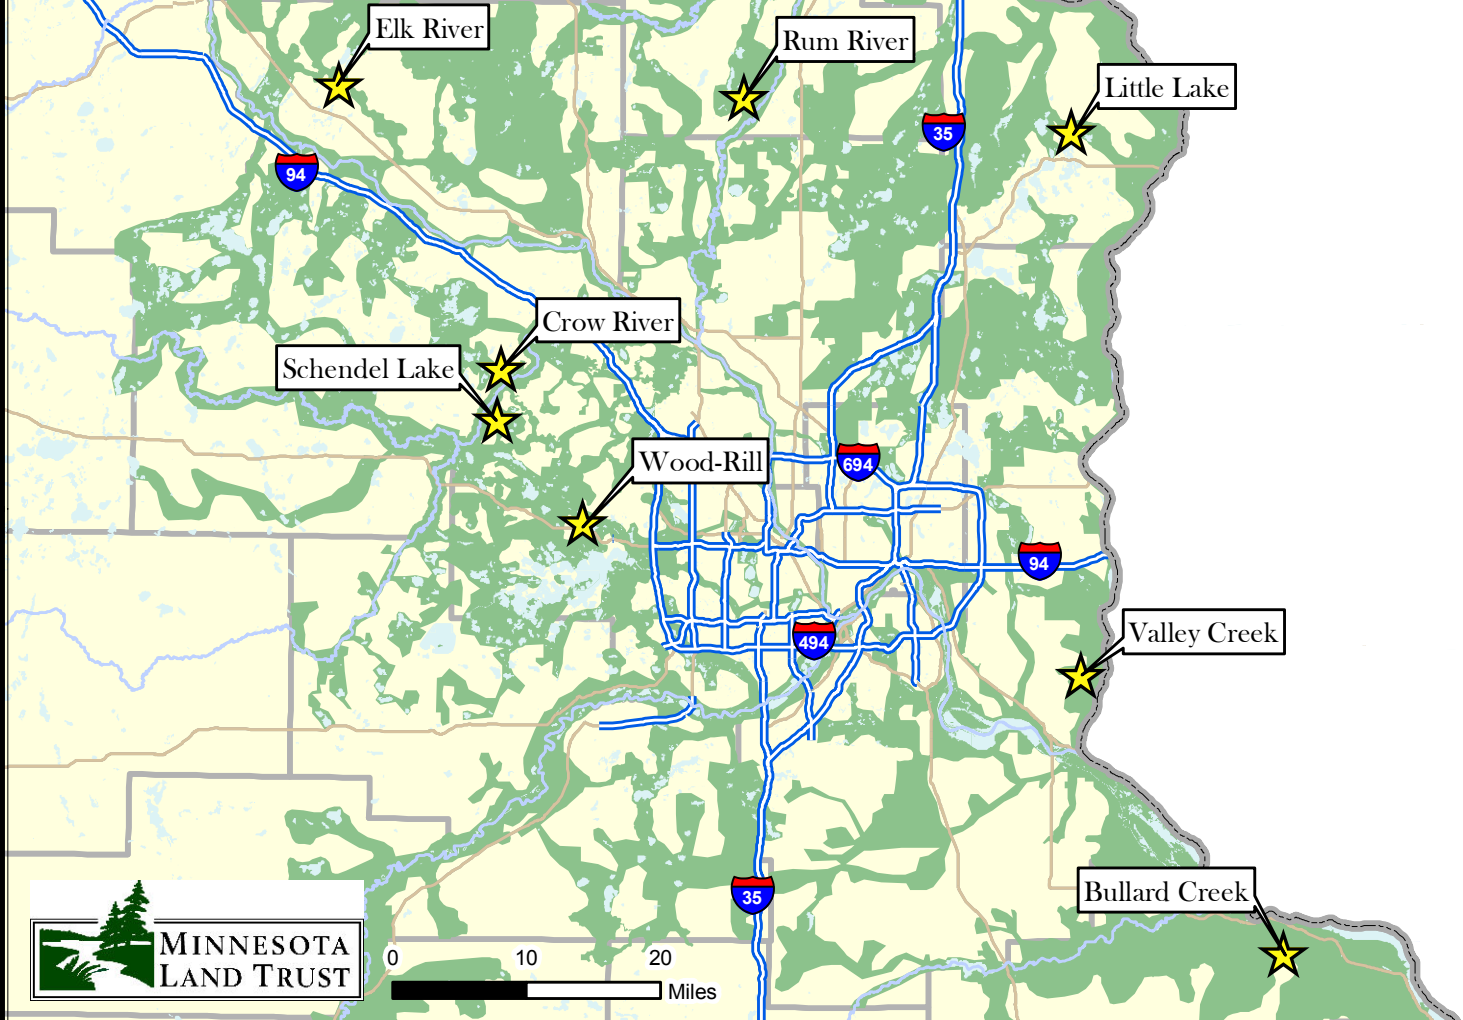 Elk River
Rum River
Little Lake
35
94
Crow River
Schendel Lake
Wood-Rill
694
94
Valley Creek
494
Bullard Creek
35
MINNESOTA
LAND TRUST
0 10 20
Miles